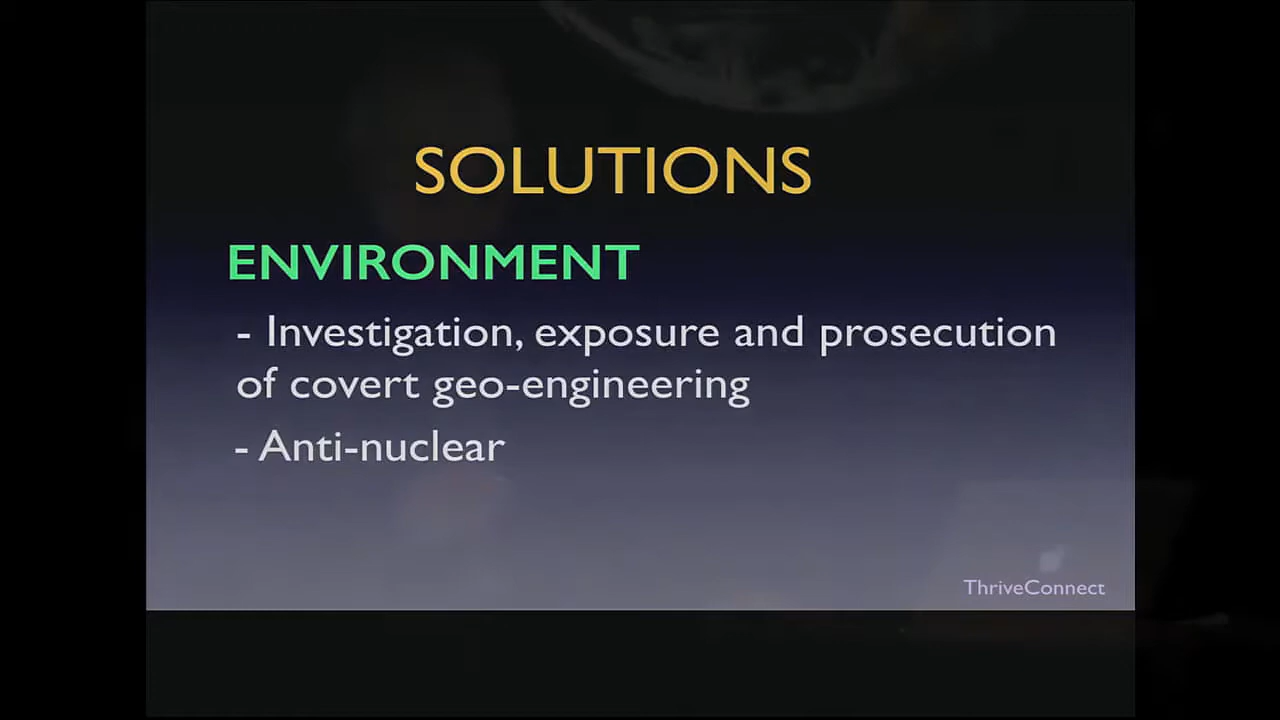 SOLUTIONS
ENVIRONMENT
- Investigation, exposure and prosecution
of covert geo-engineering
- Anti-nuclear
ThriveConnect